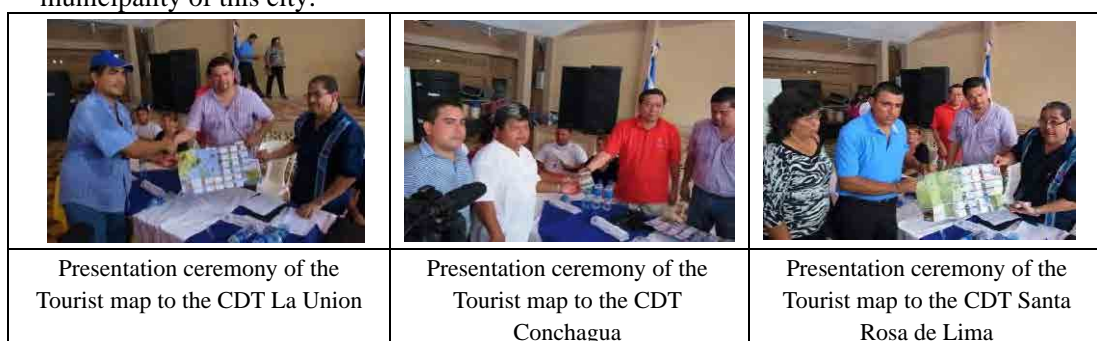 municipality of this city.
Presentation ceremony of the
Tourist map to the CDT La Union
Presentation ceremony of the
Tourist map to the CDT
Conchagua
Presentation ceremony of the
Tourist map to the CDT Santa
Rosa de Lima